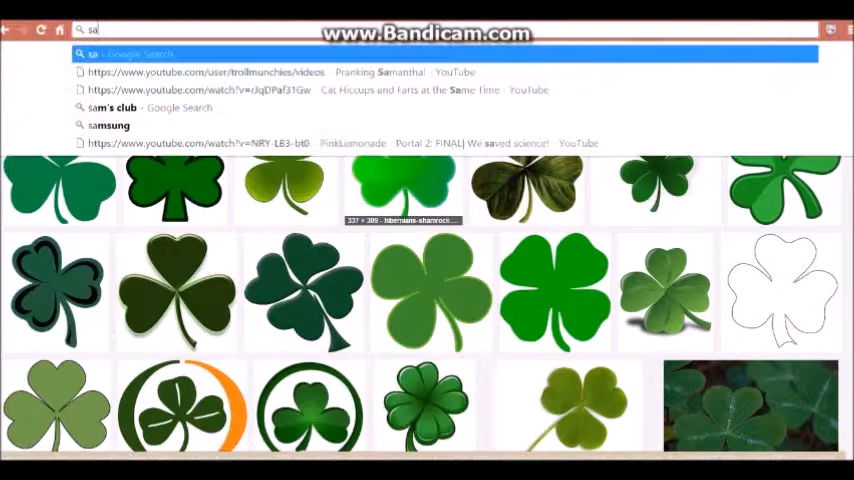 www.Bandicam.com
sa
sa - Google Search
https://www.youtube.com/user/trollmunchies/videos - Pranking Samantha! - YouTube
https://www.youtube.com/watch?v=rJqDPaf31Gw - Cat Hiccups and Farts at the Same Time - YouTube
sam's club - Google Search
samsung
https://www.youtube.com/watch?v=NRY-LB3-bt0 - PinkLemonade - Portal 2: FINAL| We saved science! - YouTube
337 × 309 - hibernians-shamrock....